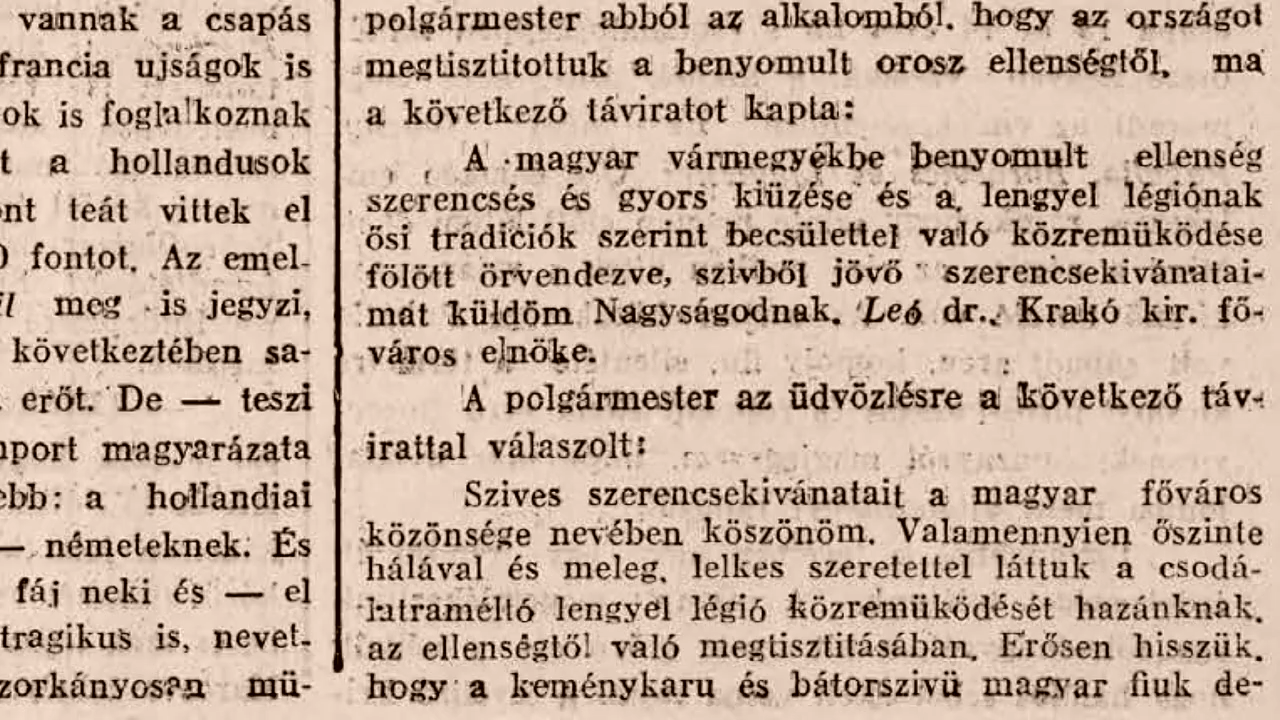 vannak a csapás
francia ujságok is
ok is foglalkoznak
t a hollandusok
ont teát vittek el
0 fontot. Az emel-
il meg is jegyzi,
következtében sa-
erőt. De — teszi
port magyarázata
ebb: a hollandiai
— németeknek. És
fáj neki és — el
tragikus is, nevet-
zorkányosan mü-
polgármester abból az alkalomból, hogy az országot
megtisztitottuk a benyomult orosz ellenségtől, ma
a következő táviratot kapta:
A magyar vármegyékbe benyomult ellenség
szerencsés és gyors kiüzése és a lengyel légiónak
ősi tradiciók szerint becsülettel való közremüködése
fölött örvendezve, szivből jövő szerencsekivánatai-
mat küldöm Nagyságodnak. Leó dr., Krakó kir. fő-
város elnöke.
A polgármester az üdvözlésre a következő táv-
irattal válaszolt:
Szives szerencsekivánatait a magyar főváros
közönsége nevében köszönöm. Valamennyien őszinte
hálával és meleg, lelkes szeretettel láttuk a csodá-
latraméltó lengyel légió közremüködését hazánknak,
az ellenségtől való megtisztitásában. Erősen hisszük,
hogy a keménykaru és bátorszivü magyar fiuk de-